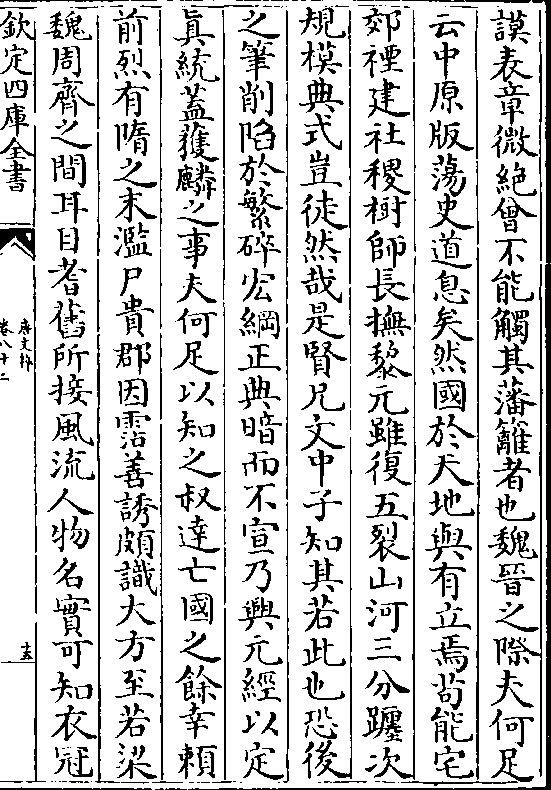 謨表章微絶曾不能觸其藩籬者也魏晉之際夫何足
云中原版蕩史道息矣然國於天地與有立焉苟能宅
郊禋建社稷樹師長撫黎元雖復五裂山河三分躔次
規模典式豈徒然哉是賢兄文中子知其若此也恐後
之筆削陷於繁碎宏綱正典暗而不宣乃興元經以定
真統蓋獲麟之事夫何足以知之叔達亡國之餘幸賴
前烈有隋之末濫尸貴郡因霑善誘頗識大方至若梁
魏周齊之間耳目耆舊所接風流人物名實可知衣冠
欽定四庫全書
唐文粹
卷八十二
十五